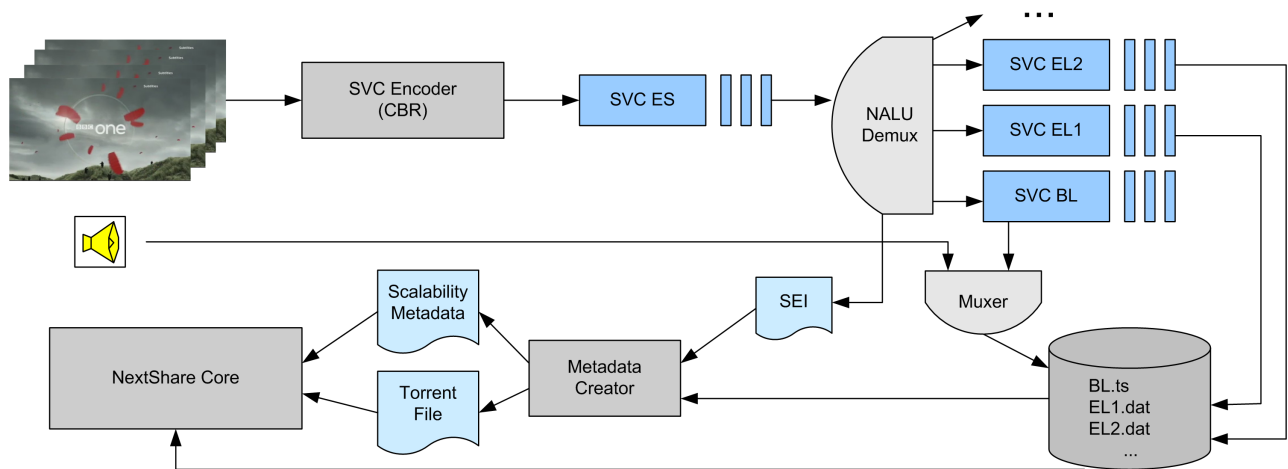 ...
SVC EL2
SVC Encoder
(CBR)
SVC ES
NALU
Demux
SVC EL1
one
SVC BL
SEI
Muxer
Scalability
Metadata
NextShare Core
Metadata
Creator
Torrent
File
BL.ts
EL1.dat
EL2.dat
...